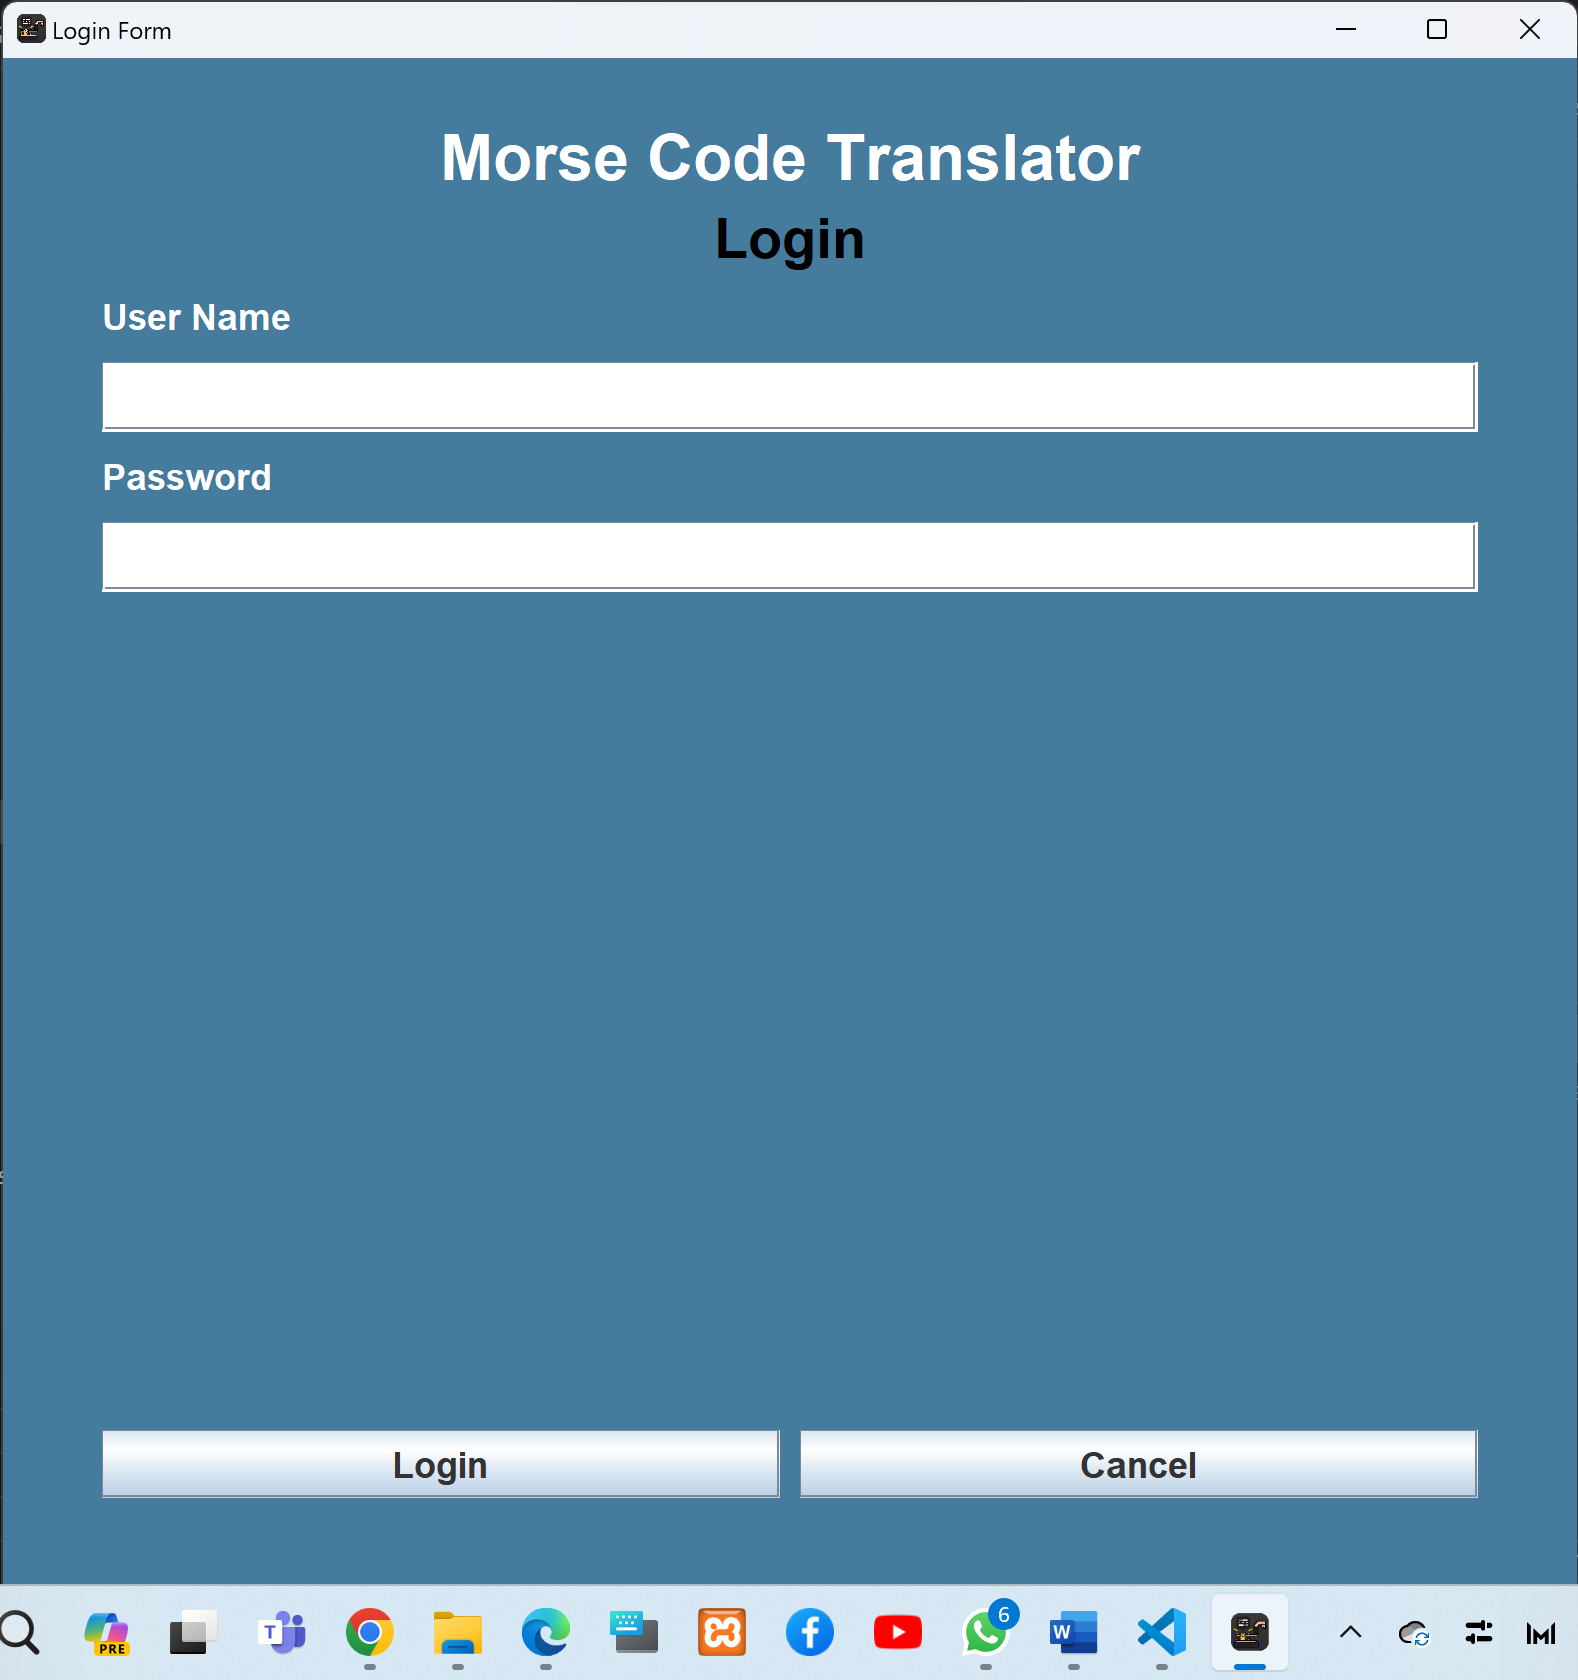 Login Form
Morse Code Translator
Login
User Name
Password
Login
Cancel
PRE
T
6
W